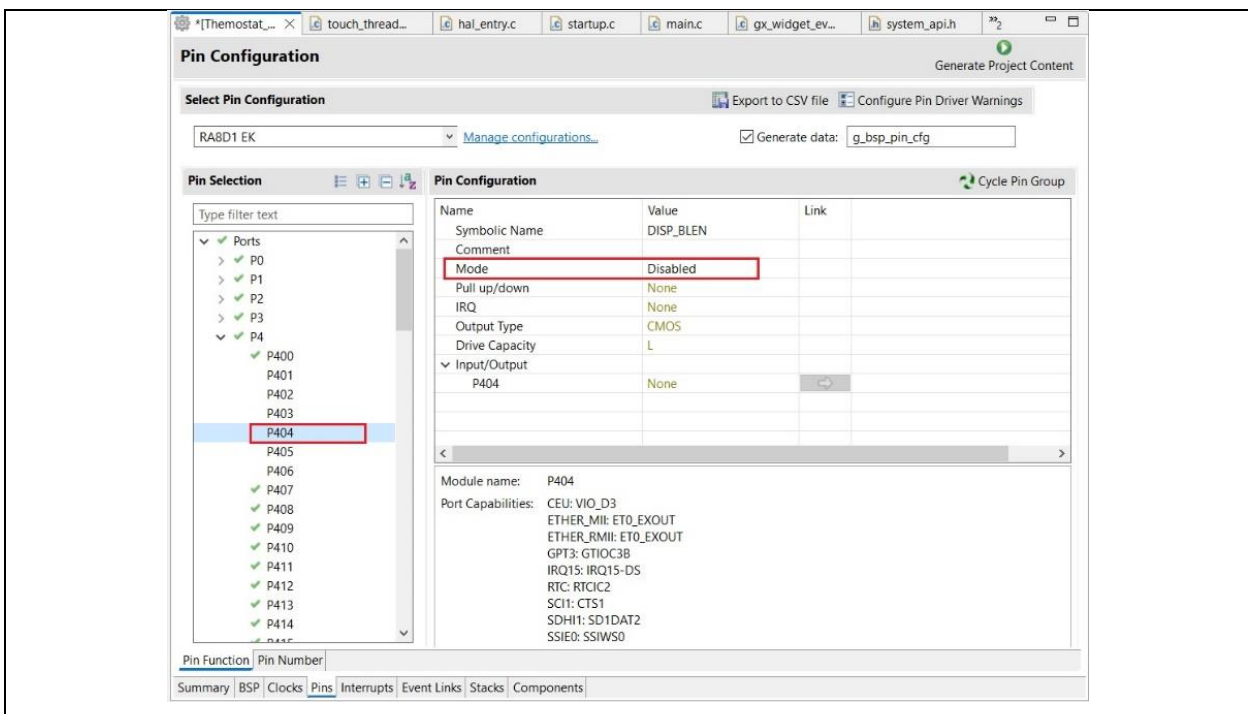 *[Themostat_... touch_thread... hal_entry.c startup.c main.c gx_widget_ev... system_api.h »2
Pin Configuration
Generate Project Content
Select Pin Configuration Export to CSV file Configure Pin Driver Warnings
RA8D1 EK Manage configurations... Generate data: g_bsp_pin_cfg
Pin Selection Pin Configuration Cycle Pin Group
Type filter text
Ports
P0
P1
P2
P3
P4
P400
P401
P402
P403
P404
P405
P406
P407
P408
P409
P410
P411
P412
P413
P414
P415
Name Value Link
Symbolic Name DISP_BLEN
Comment
Mode Disabled
Pull up/down None
IRQ None
Output Type CMOS
Drive Capacity L
Input/Output
P404 None
Module name: P404
Port Capabilities: CEU: VIO_D3
ETHER_MII: ET0_EXOUT
ETHER_RMII: ET0_EXOUT
GPT3: GTIOC3B
IRQ15: IRQ15-DS
RTC: RTCIC2
SCI1: CTS1
SDHI1: SD1DAT2
SSIE0: SSIWS0
Pin Function Pin Number
Summary BSP Clocks Pins Interrupts Event Links Stacks Components